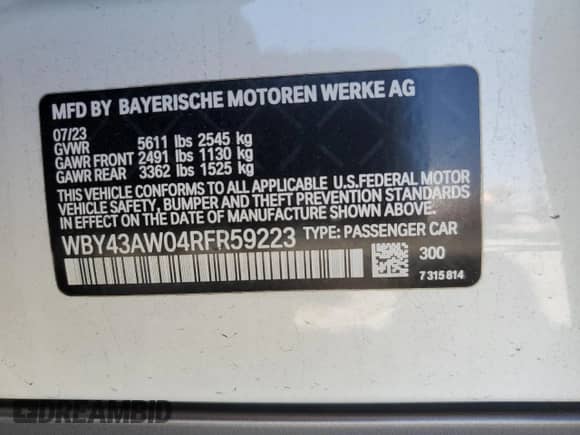 MFD BY BAYERISCHE MOTOREN WERKE AG
07/23
GVWR 5611 lbs 2545 kg
GAWR FRONT 2491 lbs 1130 kg
GAWR REAR 3362 lbs 1525 kg
THIS VEHICLE CONFORMS TO ALL APPLICABLE U.S.FEDERAL MOTOR
VEHICLE SAFETY, BUMPER AND THEFT PREVENTION STANDARDS
IN EFFECT ON THE DATE OF MANUFACTURE SHOWN ABOVE.
WBY43AW04RFR59223 TYPE: PASSENGER CAR
300
7 315 814
DREAMBID